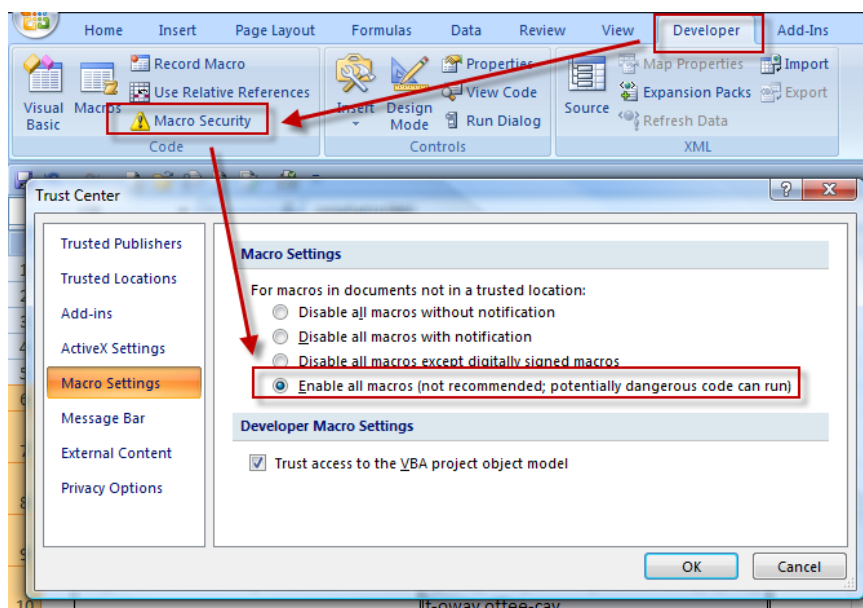 Home Insert Page Layout Formulas Data Review View Developer Add-Ins
Visual Basic
Macros
Record Macro
Use Relative References
Macro Security
Code
Insert
Design Mode
Properties
View Code
Run Dialog
Controls
Source
Map Properties
Expansion Packs
Refresh Data
Import
Export
XML
Trust Center
Trusted Publishers
Trusted Locations
Add-ins
ActiveX Settings
Macro Settings
Message Bar
External Content
Privacy Options
Macro Settings
For macros in documents not in a trusted location:
Disable all macros without notification
Disable all macros with notification
Disable all macros except digitally signed macros
Enable all macros (not recommended; potentially dangerous code can run)
Developer Macro Settings
Trust access to the VBA project object model
OK
Cancel
10